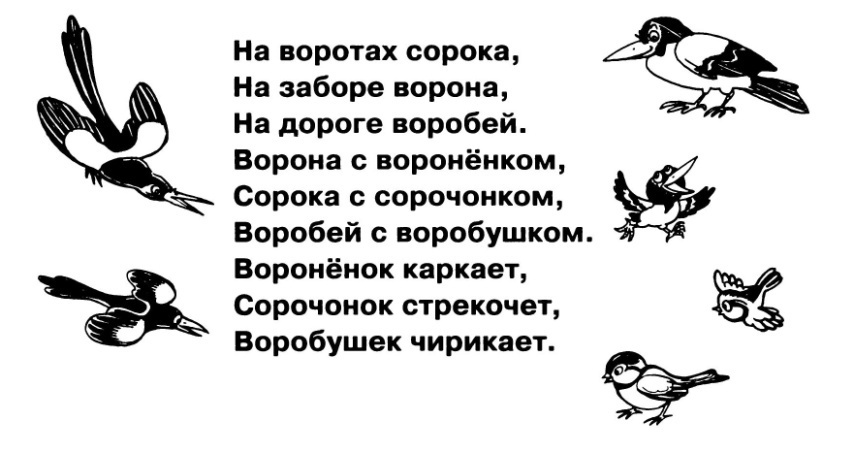 На воротах сорока,
На заборе ворона,
На дороге воробей.
Ворона с воронёнком,
Сорока с сорочонком,
Воробей с воробушком.
Воронёнок каркает,
Сорочонок стрекочет,
Воробушек чирикает.